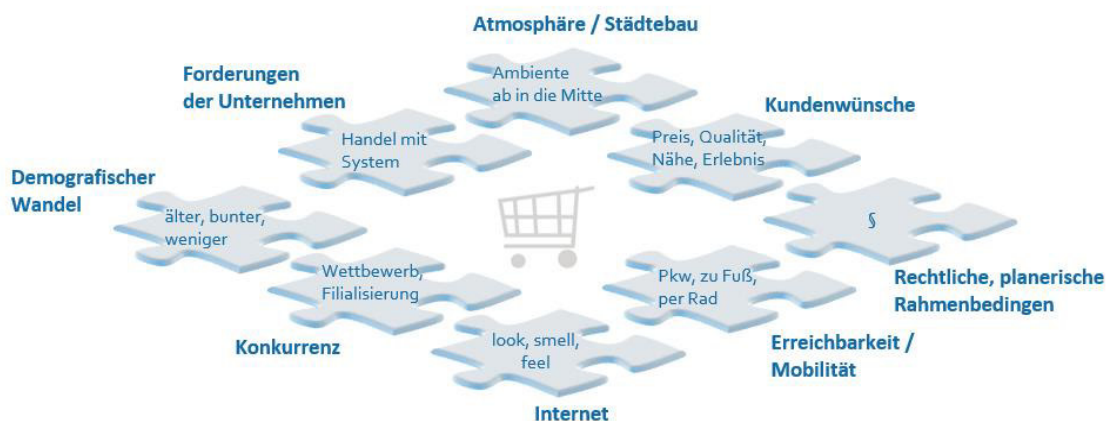 Atmosphäre / Städtebau
Ambiente
ab in die Mitte
Forderungen
der Unternehmen
Handel mit
System
Kundenwünsche
Preis, Qualität,
Nähe, Erlebnis
Demografischer
Wandel
älter, bunter,
weniger
§
Rechtliche, planerische
Rahmenbedingen
Wettbewerb,
Filialisierung
Konkurrenz
Pkw, zu Fuß,
per Rad
Erreichbarkeit /
Mobilität
look, smell,
feel
Internet